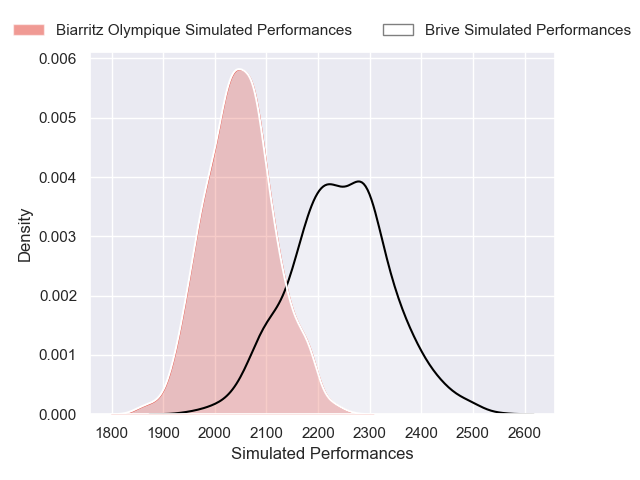 Biarritz Olympique Simulated Performances
Brive Simulated Performances
0.006
0.005
0.004
0.003
0.002
0.001
0.000
Density
1800 1900 2000 2100 2200 2300 2400 2500 2600
Simulated Performances